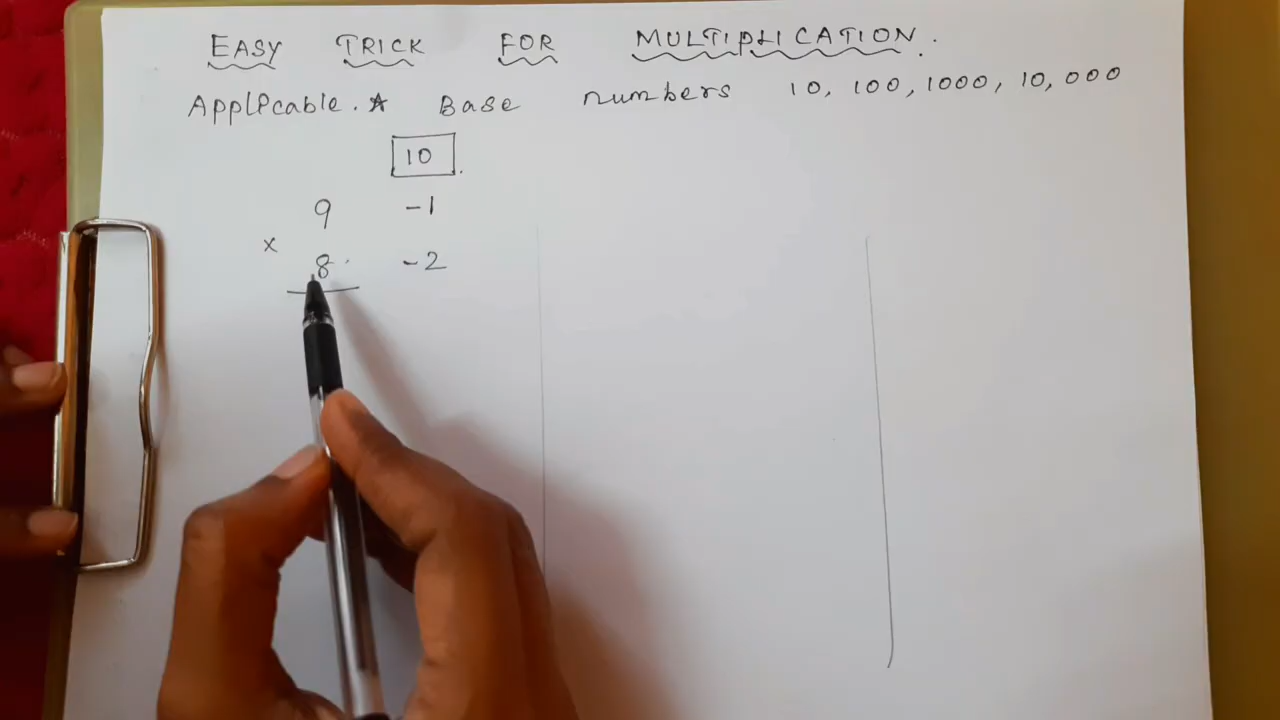 EASY TRICK FOR MULTIPLICATION.
Applicable. * Base numbers 10, 100, 1000, 10,000
10.
9 -1
x
8. -2